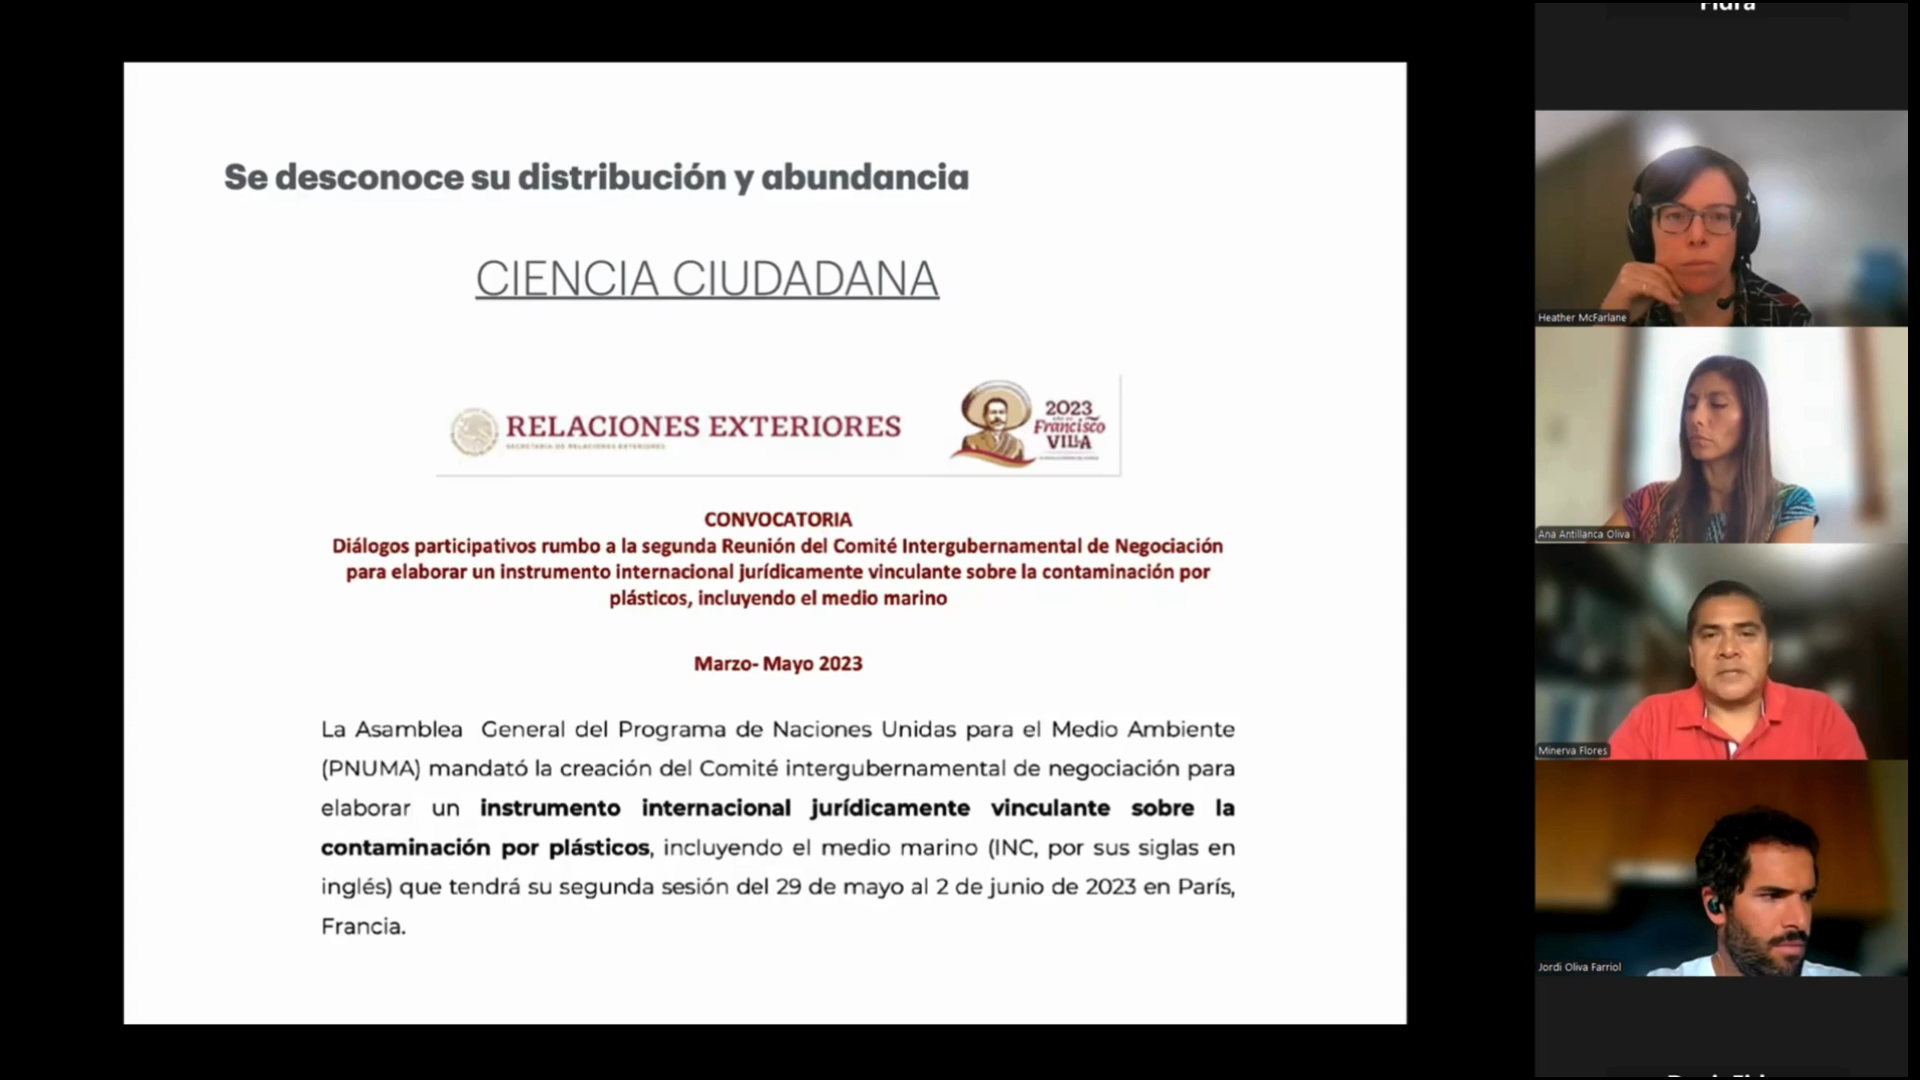 Se desconoce su distribución y abundancia
CIENCIA CIUDADANA
RELACIONES EXTERIORES
SECRETARÍA DE RELACIONES EXTERIORES
2023
Francisco
VILLA
CONVOCATORIA
Diálogos participativos rumbo a la segunda Reunión del Comité Intergubernamental de Negociación
para elaborar un instrumento internacional jurídicamente vinculante sobre la contaminación por
plásticos, incluyendo el medio marino
Marzo- Mayo 2023
La Asamblea General del Programa de Naciones Unidas para el Medio Ambiente
(PNUMA) mandató la creación del Comité intergubernamental de negociación para
elaborar un instrumento internacional jurídicamente vinculante sobre la
contaminación por plásticos, incluyendo el medio marino (INC, por sus siglas en
inglés) que tendrá su segunda sesión del 29 de mayo al 2 de junio de 2023 en París,
Francia.
Heather McFarlane
Ana Antillanca Oliva
Minerva Flores
Jordi Oliva Farriol